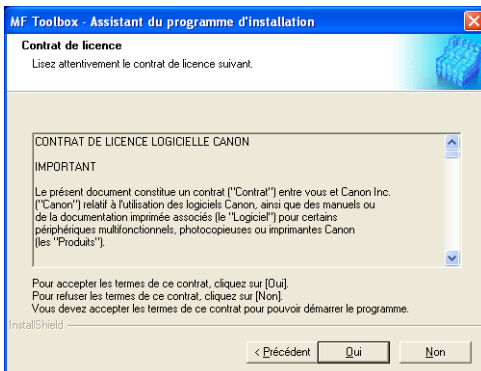 MF Toolbox - Assistant du programme d'installation
Contrat de licence
Lisez attentivement le contrat de licence suivant.
CONTRAT DE LICENCE LOGICIELLE CANON
IMPORTANT
Le présent document constitue un contrat ("Contrat") entre vous et Canon Inc.
("Canon") relatif à l'utilisation des logiciels Canon, ainsi que des manuels ou
de la documentation imprimée associés (le "Logiciel") pour certains
périphériques multifonctionnels, photocopieuses ou imprimantes Canon
(les "Produits").
Pour accepter les termes de ce contrat, cliquez sur [Oui].
Pour refuser les termes de ce contrat, cliquez sur [Non].
Vous devez accepter les termes de ce contrat pour pouvoir démarrer le programme.
InstallShield
< Précédent
Oui
Non